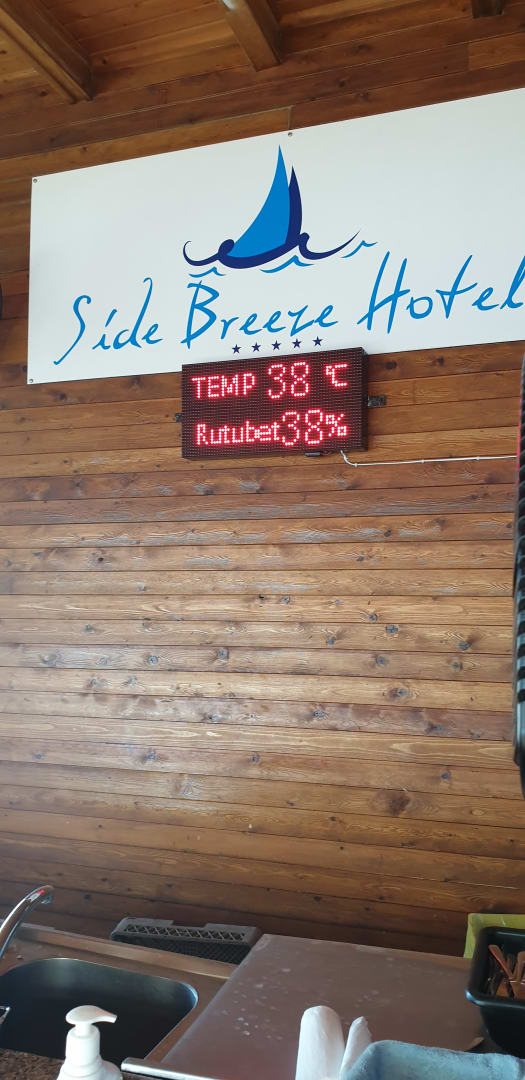 Side Breeze Hotel
TEMP 38 °C
Rutubet 38%